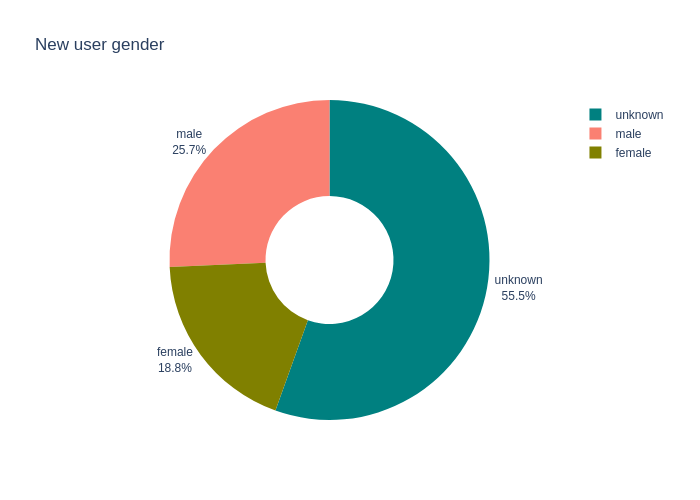 New user gender
unknown
male
female
male
25.7%
unknown
55.5%
female
18.8%